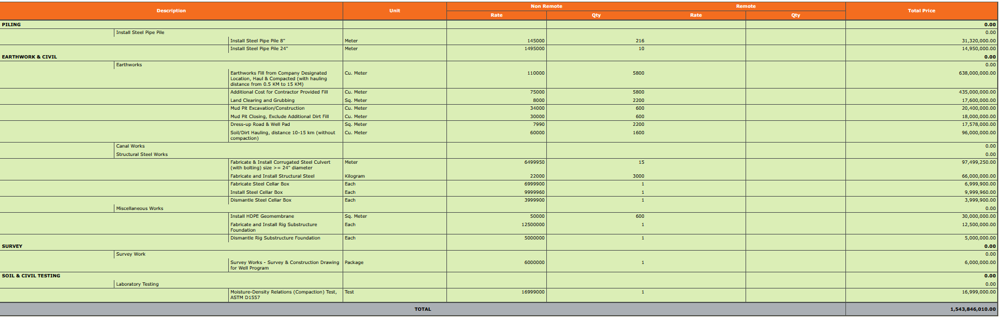 Description Unit Non Remote Remote Total Price
Rate Qty Rate Qty
PILING 0.00
Install Steel Pipe Pile 0.00
Install Steel Pipe Pile 8" Meter 145000 216 31,320,000.00
Install Steel Pipe Pile 24" Meter 1495000 10 14,950,000.00
EARTHWORK & CIVIL 0.00
Earthworks 0.00
Earthworks Fill from Company Designated Cu. Meter 110000 5800 638,000,000.00
Location, Haul & Compacted (with hauling
distance from 0.5 KM to 15 KM)
Additional Cost for Contractor Provided Fill Cu. Meter 75000 5800 435,000,000.00
Land Clearing and Grubbing Sq. Meter 8000 2200 17,600,000.00
Mud Pit Excavation/Construction Cu. Meter 34000 600 20,400,000.00
Mud Pit Closing, Exclude Additional Dirt Fill Cu. Meter 30000 600 18,000,000.00
Dress-up Road & Well Pad Sq. Meter 7990 2200 17,578,000.00
Soil/Dirt Hauling, distance 10-15 km (without Cu. Meter 60000 1600 96,000,000.00
compaction)
Canal Works 0.00
Structural Steel Works 0.00
Fabricate & Install Corrugated Steel Culvert Meter 6499950 15 97,499,250.00
(with bolting) size >= 24" diameter
Fabricate and Install Structural Steel Kilogram 22000 3000 66,000,000.00
Fabricate Steel Cellar Box Each 6999900 1 6,999,900.00
Install Steel Cellar Box Each 9999960 1 9,999,960.00
Dismantle Steel Cellar Box Each 3999900 1 3,999,900.00
Miscellaneous Works 0.00
Install HDPE Geomembrane Sq. Meter 50000 600 30,000,000.00
Fabricate and Install Rig Substructure Each 12500000 1 12,500,000.00
Foundation
Dismantle Rig Substructure Foundation Each 5000000 1 5,000,000.00
SURVEY 0.00
Survey Work 0.00
Survey Works - Survey & Construction Drawing Package 6000000 1 6,000,000.00
for Well Program
SOIL & CIVIL TESTING 0.00
Laboratory Testing 0.00
Moisture-Density Relations (Compaction) Test, Test 16999000 1 16,999,000.00
ASTM D1557
TOTAL 1,543,846,010.00